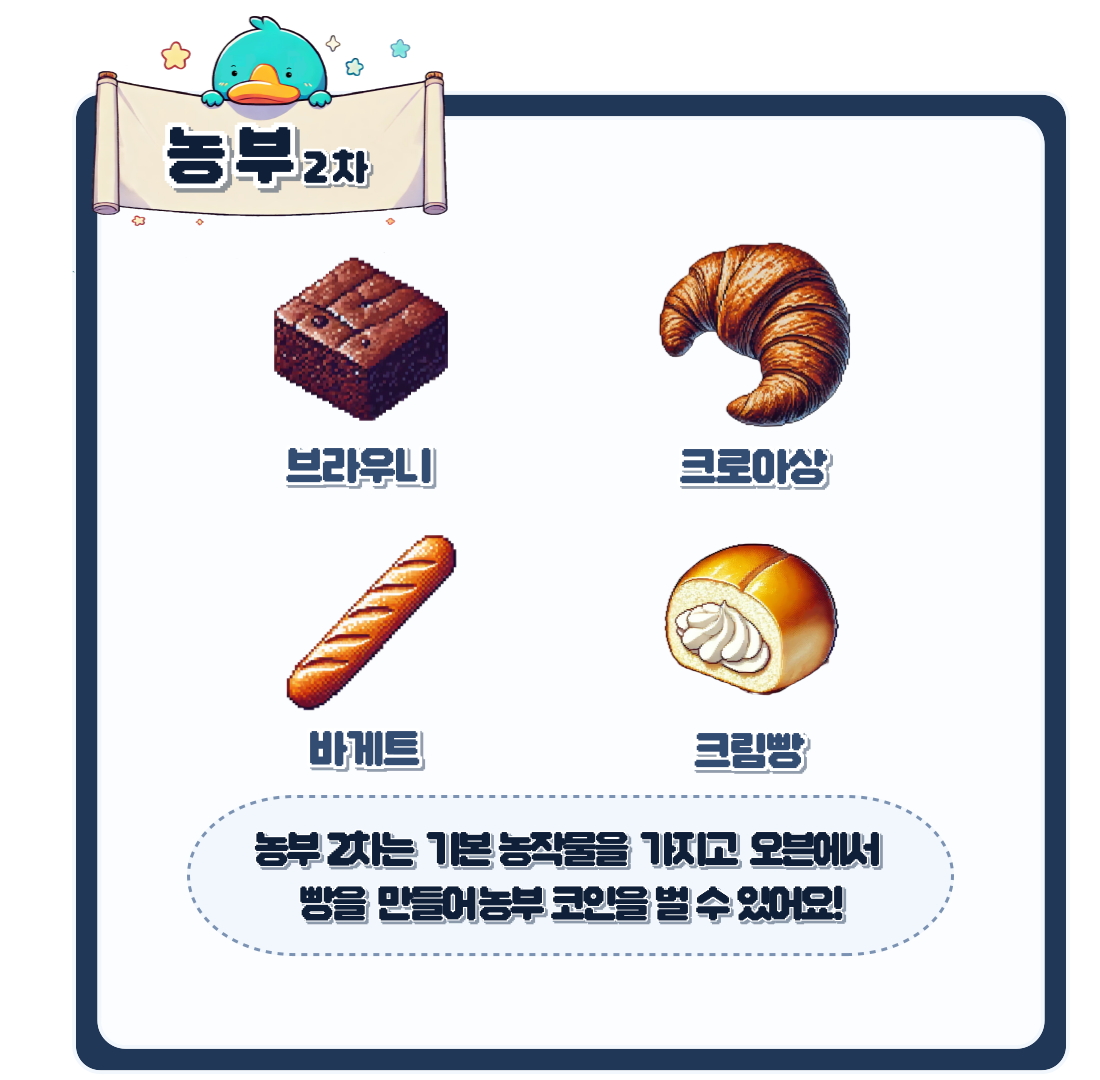 농부 2차
브라우니
크로아상
바게트
크림빵
농부 2차는 기본 농작물을 가지고 오븐에서
빵을 만들어 농부 코인을 벌 수 있어요!